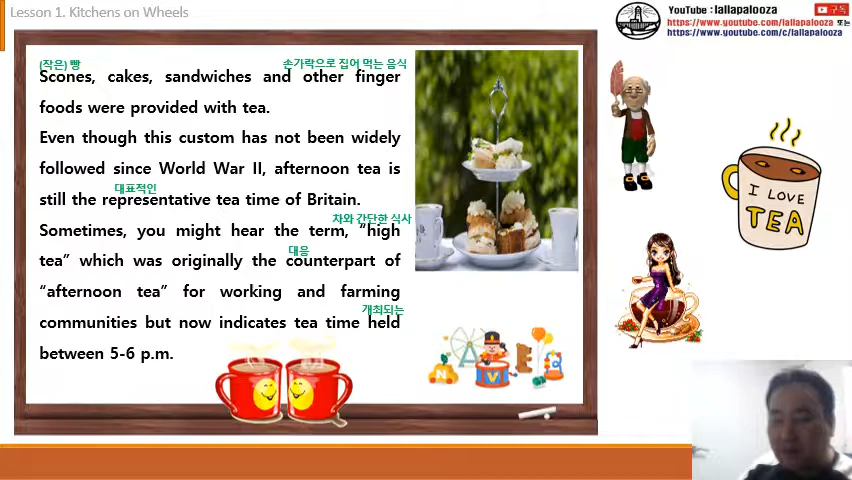 Lesson 1. Kitchens on Wheels
YouTube : lallapalooza 구독
https://www.youtube.com/lallapalooza 또는
https://www.youtube.com/c/lallapalooza
(작은) 빵 손가락으로 집어 먹는 음식
Scones, cakes, sandwiches and other finger
foods were provided with tea.
Even though this custom has not been widely
followed since World War II, afternoon tea is
대표적인
still the representative tea time of Britain.
차와 간단한 식사
Sometimes, you might hear the term, “high
대응
tea” which was originally the counterpart of
“afternoon tea” for working and farming
개최되는
communities but now indicates tea time held
between 5-6 p.m.
I LOVE
TEA
N
V